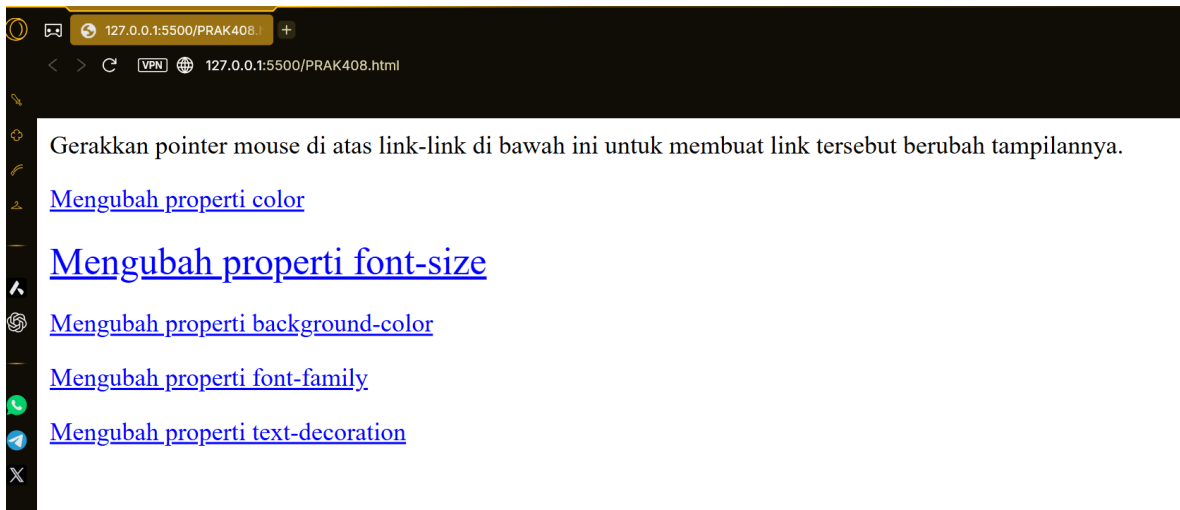 127.0.0.1:5500/PRAK408.h
VPN 127.0.0.1:5500/PRAK408.html
Gerakkan pointer mouse di atas link-link di bawah ini untuk membuat link tersebut berubah tampilannya.
Mengubah properti color
Mengubah properti font-size
Mengubah properti background-color
Mengubah properti font-family
Mengubah properti text-decoration